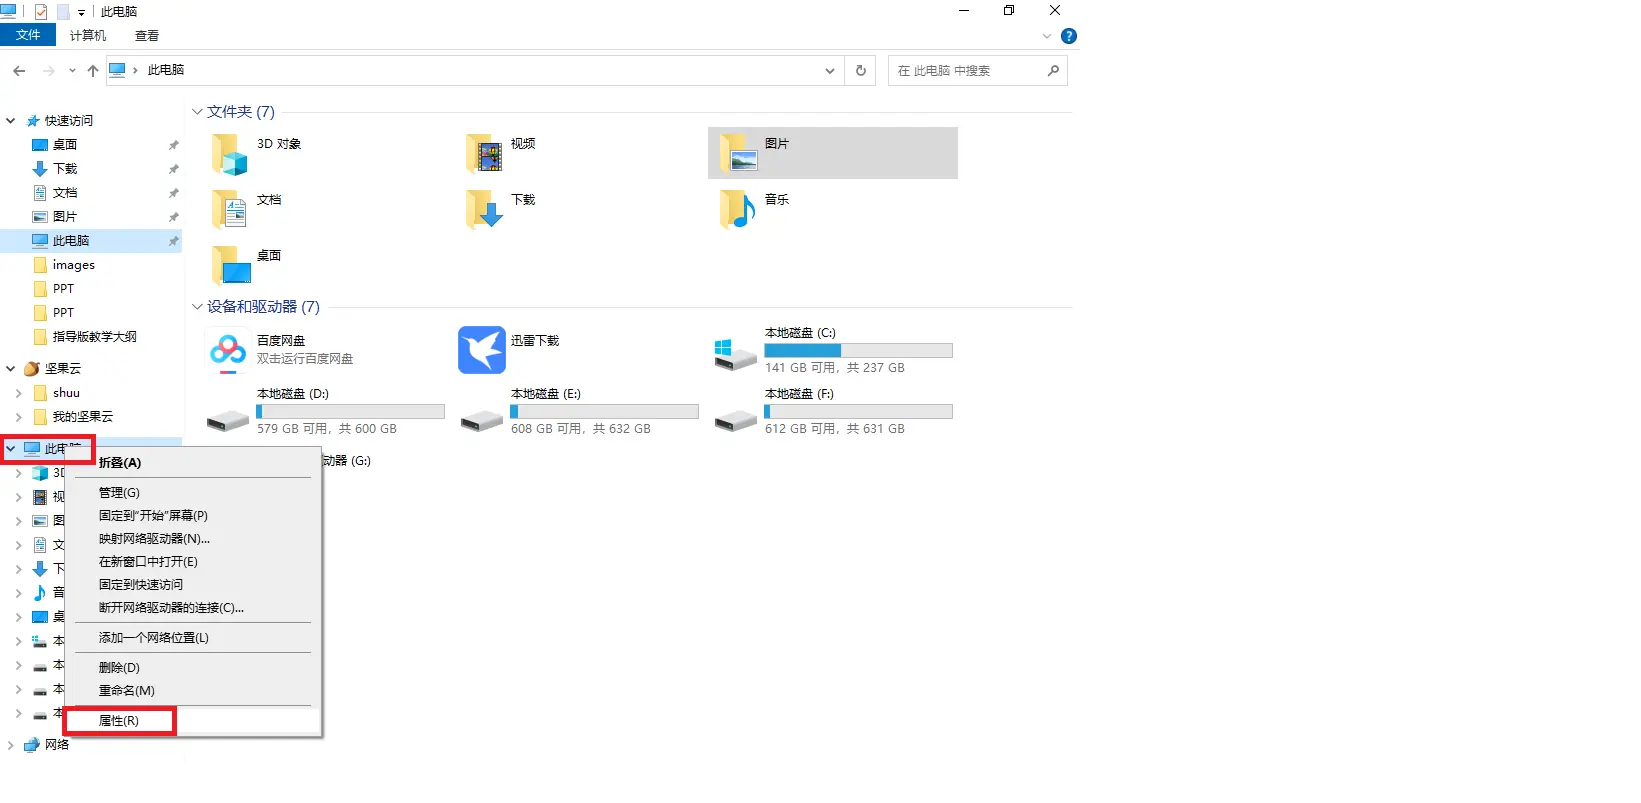 此电脑
文件
计算机
查看
此电脑
在 此电脑 中搜索
快速访问
桌面
下载
文档
图片
此电脑
images
PPT
PPT
指导版教学大纲
坚果云
shuu
我的坚果云
此电脑
3D
视
图
文
下
音
桌
本
本
本
本
网络
文件夹 (7)
3D 对象
视频
图片
文档
下载
音乐
桌面
设备和驱动器 (7)
百度网盘
双击运行百度网盘
迅雷下载
本地磁盘 (C:)
141 GB 可用，共 237 GB
本地磁盘 (D:)
579 GB 可用，共 600 GB
本地磁盘 (E:)
608 GB 可用，共 632 GB
本地磁盘 (F:)
612 GB 可用，共 631 GB
动器 (G:)
折叠(A)
管理(G)
固定到"开始"屏幕(P)
映射网络驱动器(N)...
在新窗口中打开(E)
固定到快速访问
断开网络驱动器的连接(C)...
添加一个网络位置(L)
删除(D)
重命名(M)
属性(R)